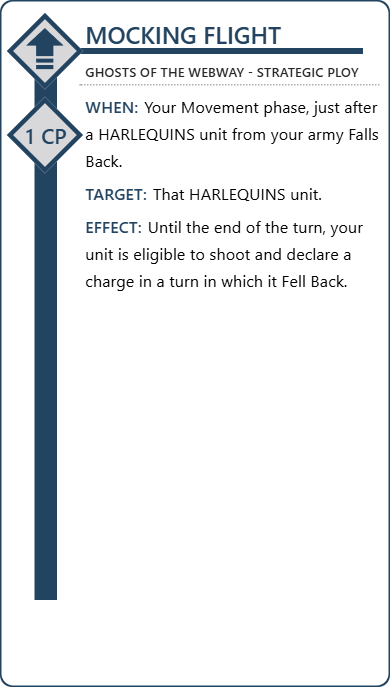 MOCKING FLIGHT
GHOSTS OF THE WEBWAY - STRATEGIC PLOY
1 CP
WHEN: Your Movement phase, just after
a HARLEQUINS unit from your army Falls
Back.
TARGET: That HARLEQUINS unit.
EFFECT: Until the end of the turn, your
unit is eligible to shoot and declare a
charge in a turn in which it Fell Back.